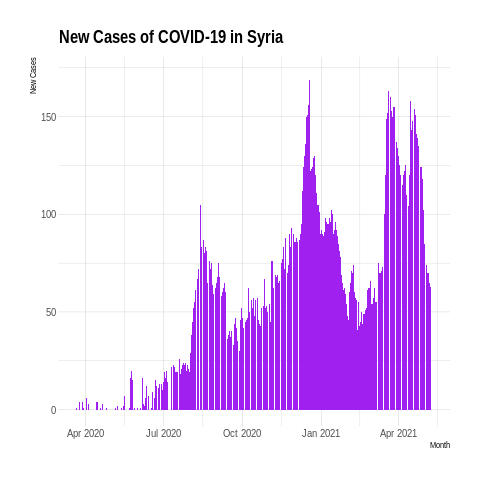 New Cases of COVID-19 in Syria
New Cases
150
100
50
0
Apr 2020 Jul 2020 Oct 2020 Jan 2021 Apr 2021
Month